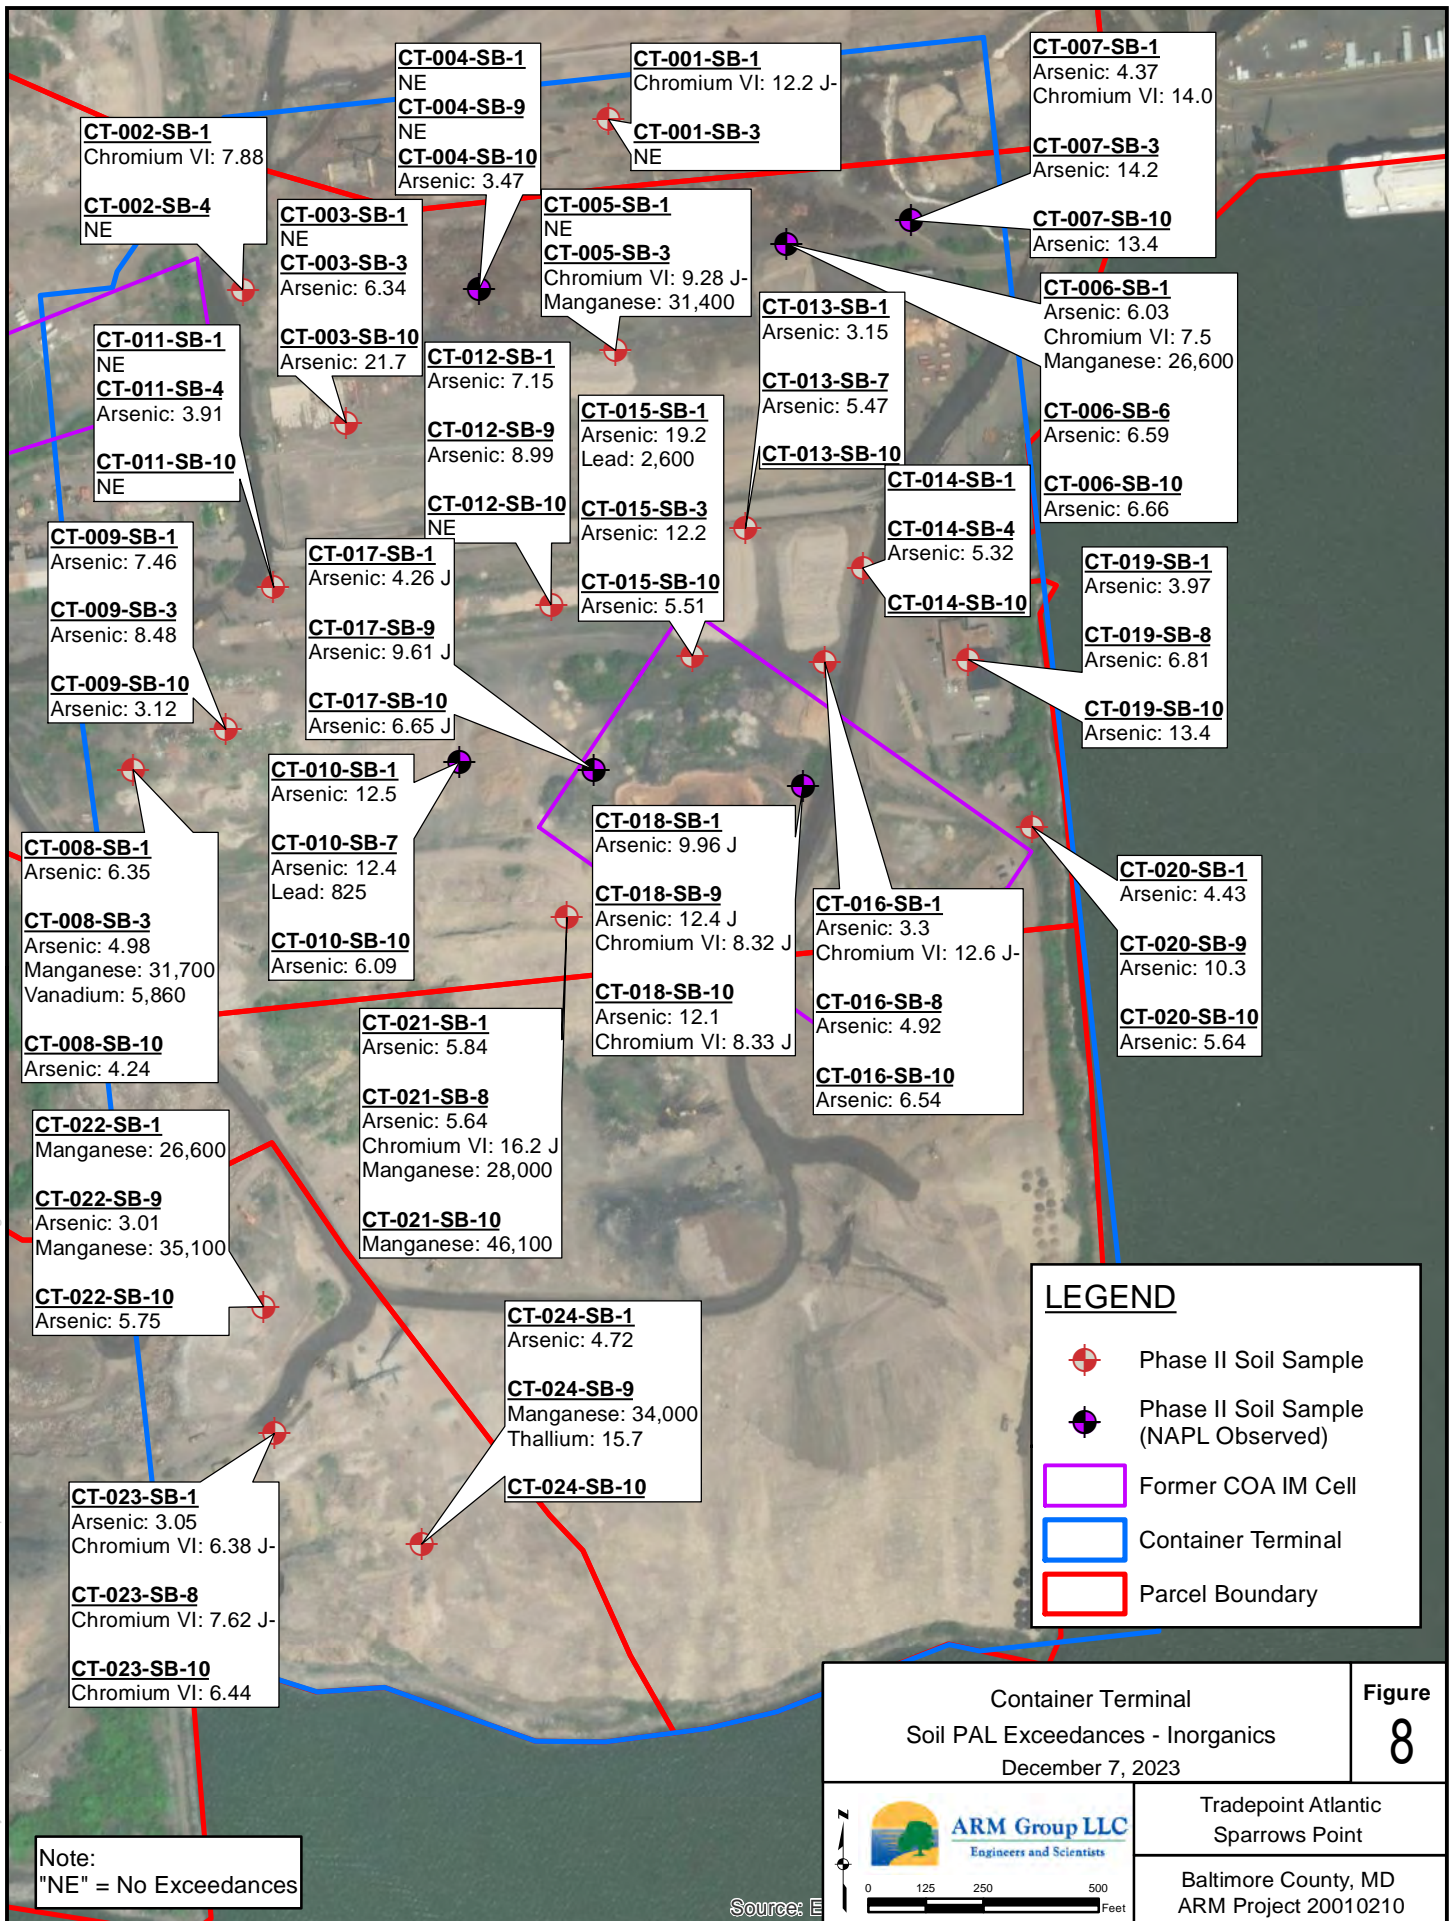 CT-004-SB-1
NE
CT-004-SB-9
NE
CT-004-SB-10
Arsenic: 3.47
CT-001-SB-1
Chromium VI: 12.2 J-
CT-001-SB-3
NE
CT-007-SB-1
Arsenic: 4.37
Chromium VI: 14.0
CT-007-SB-3
Arsenic: 14.2
CT-007-SB-10
Arsenic: 13.4
CT-002-SB-1
Chromium VI: 7.88
CT-002-SB-4
NE
CT-003-SB-1
NE
CT-003-SB-3
Arsenic: 6.34
CT-003-SB-10
Arsenic: 21.7
CT-005-SB-1
NE
CT-005-SB-3
Chromium VI: 9.28 J-
Manganese: 31,400
CT-006-SB-1
Arsenic: 6.03
Chromium VI: 7.5
Manganese: 26,600
CT-006-SB-6
Arsenic: 6.59
CT-006-SB-10
Arsenic: 6.66
CT-013-SB-1
Arsenic: 3.15
CT-013-SB-7
Arsenic: 5.47
CT-013-SB-10
CT-011-SB-1
NE
CT-011-SB-4
Arsenic: 3.91
CT-011-SB-10
NE
CT-012-SB-1
Arsenic: 7.15
CT-012-SB-9
Arsenic: 8.99
CT-012-SB-10
NE
CT-015-SB-1
Arsenic: 19.2
Lead: 2,600
CT-015-SB-3
Arsenic: 12.2
CT-015-SB-10
Arsenic: 5.51
CT-014-SB-1
CT-014-SB-4
Arsenic: 5.32
CT-014-SB-10
CT-009-SB-1
Arsenic: 7.46
CT-009-SB-3
Arsenic: 8.48
CT-009-SB-10
Arsenic: 3.12
CT-017-SB-1
Arsenic: 4.26 J
CT-017-SB-9
Arsenic: 9.61 J
CT-017-SB-10
Arsenic: 6.65 J
CT-019-SB-1
Arsenic: 3.97
CT-019-SB-8
Arsenic: 6.81
CT-019-SB-10
Arsenic: 13.4
CT-010-SB-1
Arsenic: 12.5
CT-010-SB-7
Arsenic: 12.4
Lead: 825
CT-010-SB-10
Arsenic: 6.09
CT-008-SB-1
Arsenic: 6.35
CT-008-SB-3
Arsenic: 4.98
Manganese: 31,700
Vanadium: 5,860
CT-008-SB-10
Arsenic: 4.24
CT-018-SB-1
Arsenic: 9.96 J
CT-018-SB-9
Arsenic: 12.4 J
Chromium VI: 8.32 J
CT-018-SB-10
Arsenic: 12.1
Chromium VI: 8.33 J
CT-016-SB-1
Arsenic: 3.3
Chromium VI: 12.6 J-
CT-016-SB-8
Arsenic: 4.92
CT-016-SB-10
Arsenic: 6.54
CT-020-SB-1
Arsenic: 4.43
CT-020-SB-9
Arsenic: 10.3
CT-020-SB-10
Arsenic: 5.64
CT-021-SB-1
Arsenic: 5.84
CT-021-SB-8
Arsenic: 5.64
Chromium VI: 16.2 J
Manganese: 28,000
CT-021-SB-10
Manganese: 46,100
CT-022-SB-1
Manganese: 26,600
CT-022-SB-9
Arsenic: 3.01
Manganese: 35,100
CT-022-SB-10
Arsenic: 5.75
CT-024-SB-1
Arsenic: 4.72
CT-024-SB-9
Manganese: 34,000
Thallium: 15.7
CT-024-SB-10
CT-023-SB-1
Arsenic: 3.05
Chromium VI: 6.38 J-
CT-023-SB-8
Chromium VI: 7.62 J-
CT-023-SB-10
Chromium VI: 6.44
LEGEND
Phase II Soil Sample
Phase II Soil Sample
(NAPL Observed)
Former COA IM Cell
Container Terminal
Parcel Boundary
Container Terminal
Soil PAL Exceedances - Inorganics
December 7, 2023
Figure
8
N
ARM Group LLC
Engineers and Scientists
0 125 250 500
Feet
Tradepoint Atlantic
Sparrows Point
Baltimore County, MD
ARM Project 20010210
Note:
"NE" = No Exceedances
Source: E